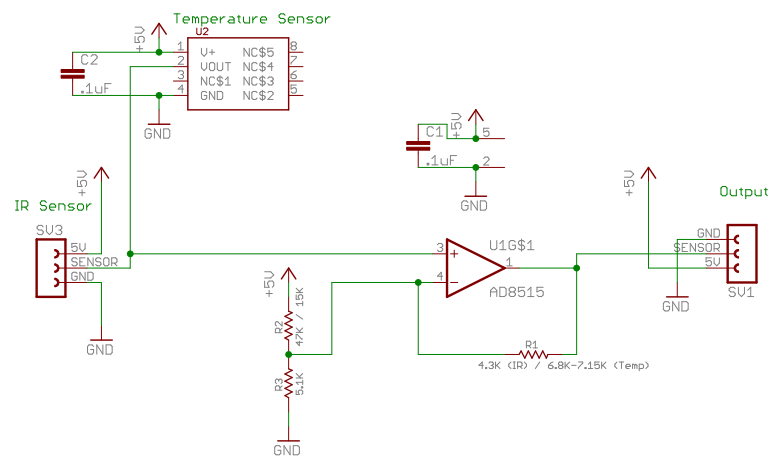 Temperature Sensor
U2
+5V
1 V+ NC$5 8
2 VOUT NC$4 7
3 NC$1 NC$3 6
4 GND NC$2 5
C2
.1uF
GND
+5V
C1
.1uF
5
2
GND
IR Sensor
SV3
+5V
5V
SENSOR
GND
GND
+5V
R2
47K / 15K
R3
5.1K
GND
3
4
+
-
1
U1G$1
AD8515
R1
4.3K (IR) / 6.8K-7.15K (Temp)
+5V
Output
GND
SENSOR
5V
SV1
GND